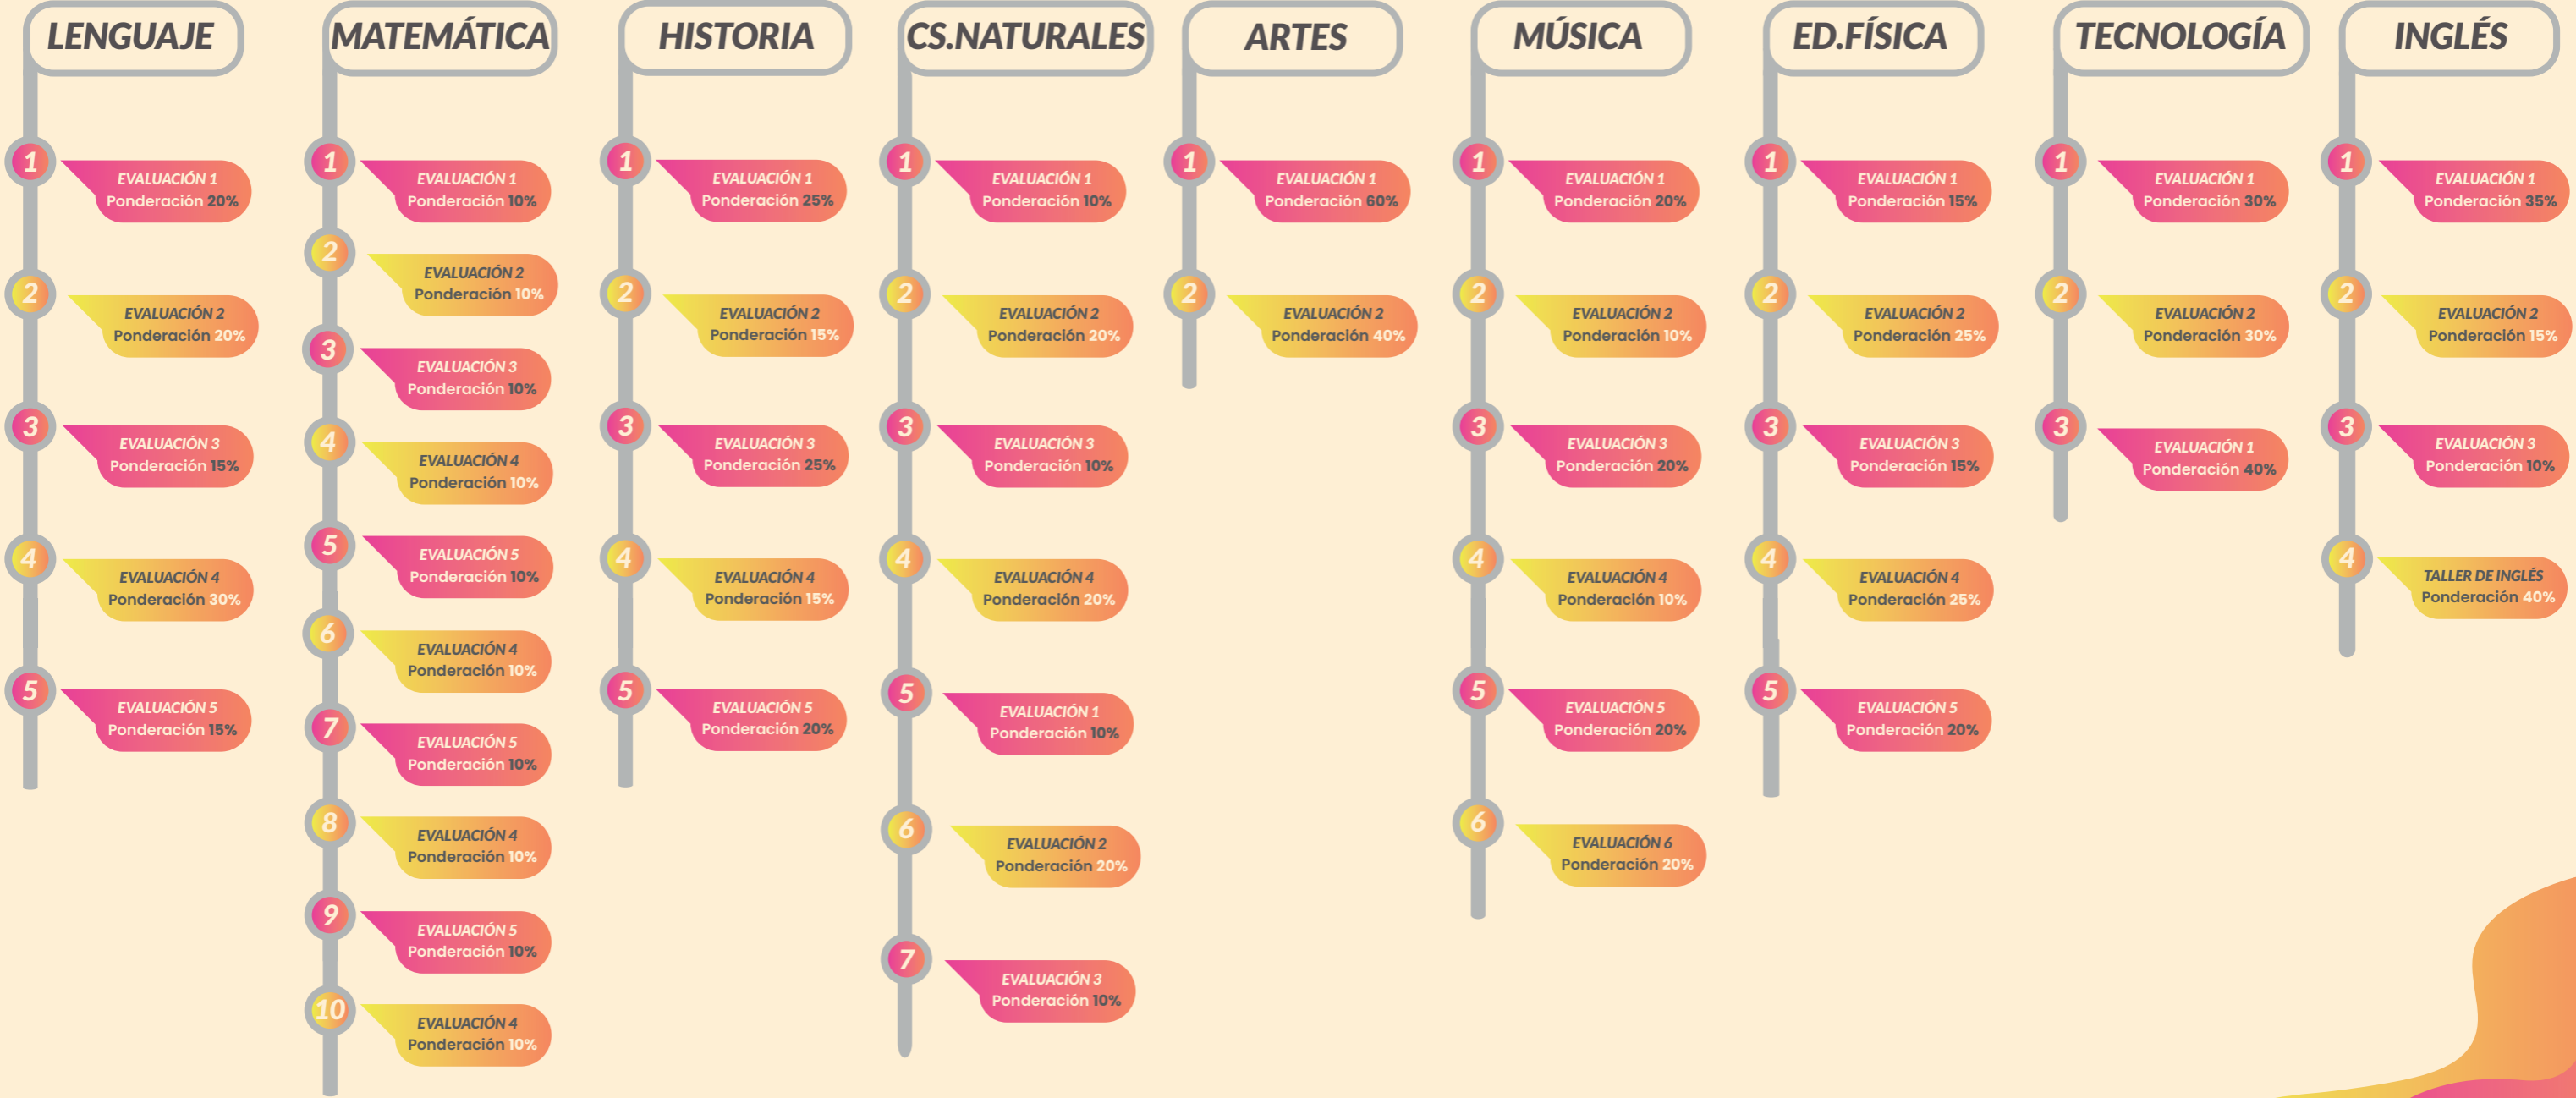 LENGUAJE
1
EVALUACIÓN 1
Ponderación 20%
2
EVALUACIÓN 2
Ponderación 20%
3
EVALUACIÓN 3
Ponderación 15%
4
EVALUACIÓN 4
Ponderación 30%
5
EVALUACIÓN 5
Ponderación 15%
MATEMÁTICA
1
EVALUACIÓN 1
Ponderación 10%
2
EVALUACIÓN 2
Ponderación 10%
3
EVALUACIÓN 3
Ponderación 10%
4
EVALUACIÓN 4
Ponderación 10%
5
EVALUACIÓN 5
Ponderación 10%
6
EVALUACIÓN 4
Ponderación 10%
7
EVALUACIÓN 5
Ponderación 10%
8
EVALUACIÓN 4
Ponderación 10%
9
EVALUACIÓN 5
Ponderación 10%
10
EVALUACIÓN 4
Ponderación 10%
HISTORIA
1
EVALUACIÓN 1
Ponderación 25%
2
EVALUACIÓN 2
Ponderación 15%
3
EVALUACIÓN 3
Ponderación 25%
4
EVALUACIÓN 4
Ponderación 15%
5
EVALUACIÓN 5
Ponderación 20%
CS.NATURALES
1
EVALUACIÓN 1
Ponderación 10%
2
EVALUACIÓN 2
Ponderación 20%
3
EVALUACIÓN 3
Ponderación 10%
4
EVALUACIÓN 4
Ponderación 20%
5
EVALUACIÓN 1
Ponderación 10%
6
EVALUACIÓN 2
Ponderación 20%
7
EVALUACIÓN 3
Ponderación 10%
ARTES
1
EVALUACIÓN 1
Ponderación 60%
2
EVALUACIÓN 2
Ponderación 40%
MÚSICA
1
EVALUACIÓN 1
Ponderación 20%
2
EVALUACIÓN 2
Ponderación 10%
3
EVALUACIÓN 3
Ponderación 20%
4
EVALUACIÓN 4
Ponderación 10%
5
EVALUACIÓN 5
Ponderación 20%
6
EVALUACIÓN 6
Ponderación 20%
ED.FÍSICA
1
EVALUACIÓN 1
Ponderación 15%
2
EVALUACIÓN 2
Ponderación 25%
3
EVALUACIÓN 3
Ponderación 15%
4
EVALUACIÓN 4
Ponderación 25%
5
EVALUACIÓN 5
Ponderación 20%
TECNOLOGÍA
1
EVALUACIÓN 1
Ponderación 30%
2
EVALUACIÓN 2
Ponderación 30%
3
EVALUACIÓN 1
Ponderación 40%
INGLÉS
1
EVALUACIÓN 1
Ponderación 35%
2
EVALUACIÓN 2
Ponderación 15%
3
EVALUACIÓN 3
Ponderación 10%
4
TALLER DE INGLÉS
Ponderación 40%